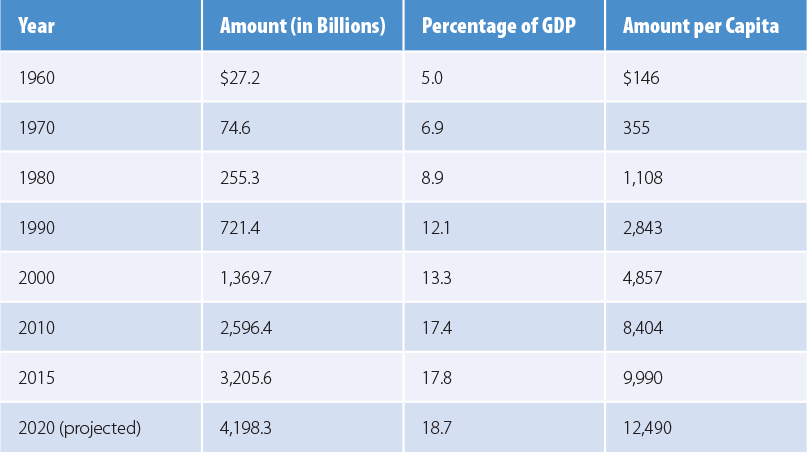 Year Amount (in Billions) Percentage of GDP Amount per Capita
1960 $27.2 5.0 $146
1970 74.6 6.9 355
1980 255.3 8.9 1,108
1990 721.4 12.1 2,843
2000 1,369.7 13.3 4,857
2010 2,596.4 17.4 8,404
2015 3,205.6 17.8 9,990
2020 (projected) 4,198.3 18.7 12,490